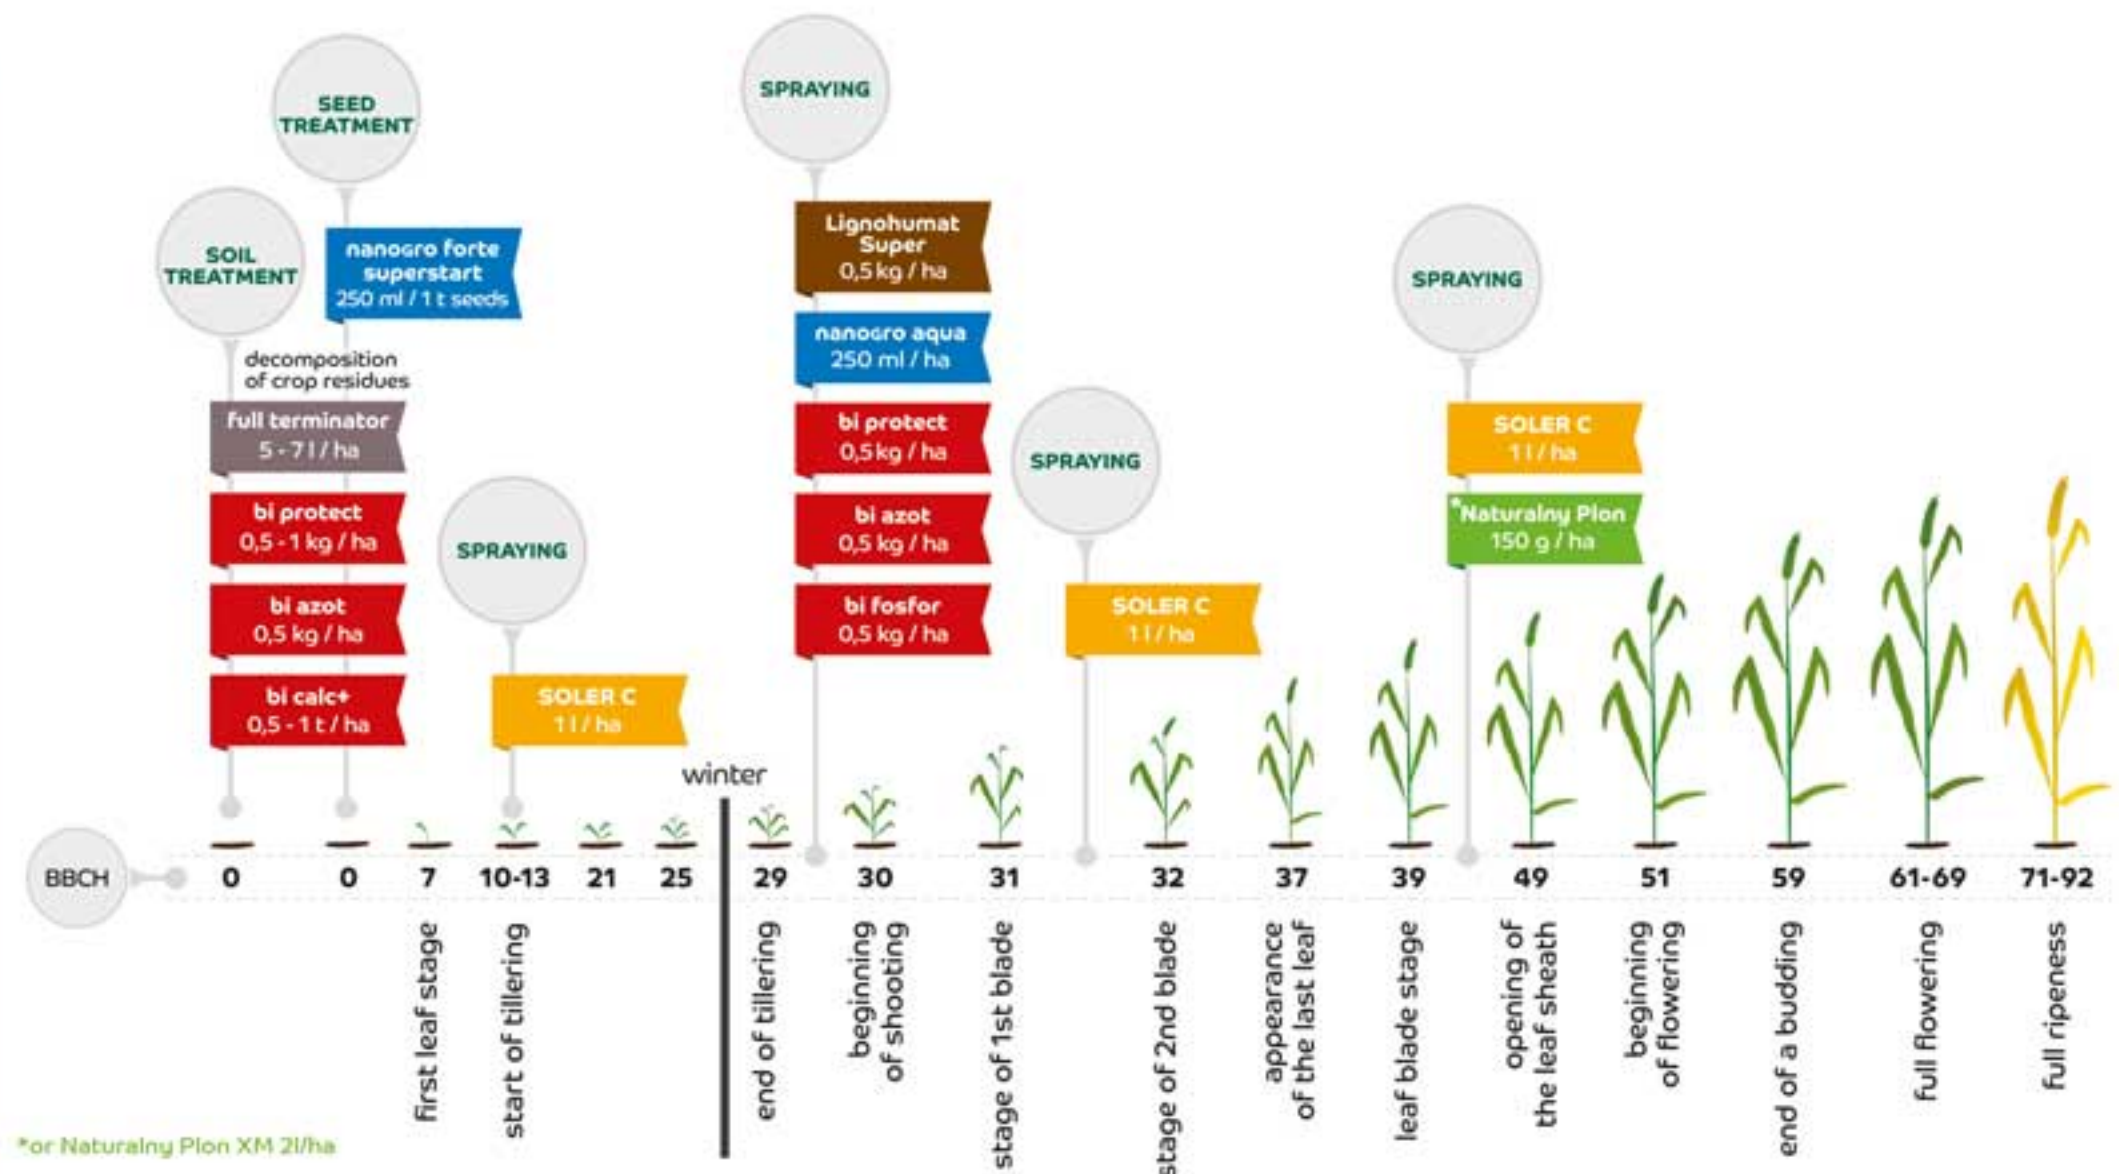 SEED
TREATMENT
nanogro forte
superstart
250 ml / 1 t seeds
SOIL
TREATMENT
decomposition
of crop residues
full terminator
5 - 7 l / ha
bi protect
0,5 - 1 kg / ha
bi azot
0,5 kg / ha
bi calc+
0,5 - 1 t / ha
SPRAYING
SOLER C
1 l / ha
winter
SPRAYING
Lignohumat
Super
0,5 kg / ha
nanogro aqua
250 ml / ha
bi protect
0,5 kg / ha
bi azot
0,5 kg / ha
bi fosfor
0,5 kg / ha
SPRAYING
SOLER C
1 l / ha
SPRAYING
SOLER C
1 l / ha
*Naturalny Plon
150 g / ha
BBCH
0 0 7 10-13 21 25 29 30 31 32 37 39 49 51 59 61-69 71-92
first leaf stage
start of tillering
end of tillering
beginning
of shooting
stage of 1st blade
stage of 2nd blade
appearance
of the last leaf
leaf blade stage
opening of
the leaf sheath
beginning
of flowering
end of a budding
full flowering
full ripeness
*or Naturalny Plon XM 2l/ha